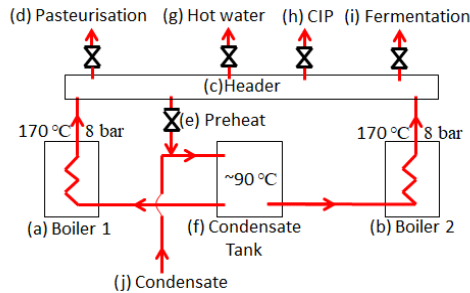 (d) Pasteurisation (g) Hot water (h) CIP (i) Fermentation
(c)Header
170 °C 8 bar (e) Preheat 170 °C 8 bar
~90 °C
(a) Boiler 1 (f) Condensate Tank (b) Boiler 2
(j) Condensate